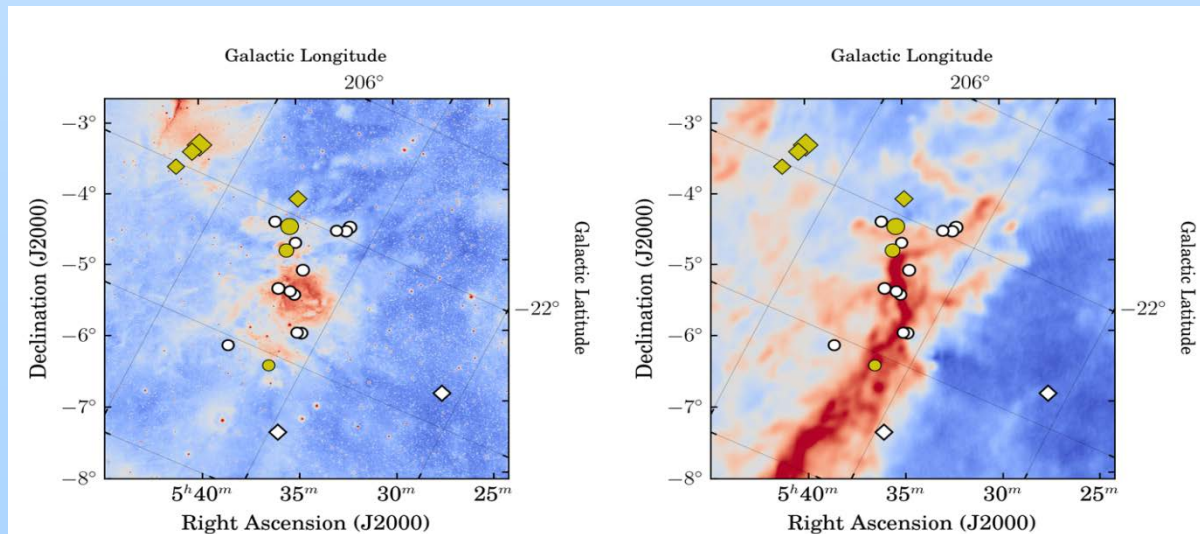 Galactic Longitude
206°
−3°
−4°
−5°
−6°
−7°
−8°
Declination (J2000)
−22°
Galactic Latitude
5ʰ40ᵐ
35ᵐ
30ᵐ
25ᵐ
Right Ascension (J2000)
Galactic Longitude
206°
−3°
−4°
−5°
−6°
−7°
−8°
Declination (J2000)
−22°
Galactic Latitude
5ʰ40ᵐ
35ᵐ
30ᵐ
25ᵐ
Right Ascension (J2000)